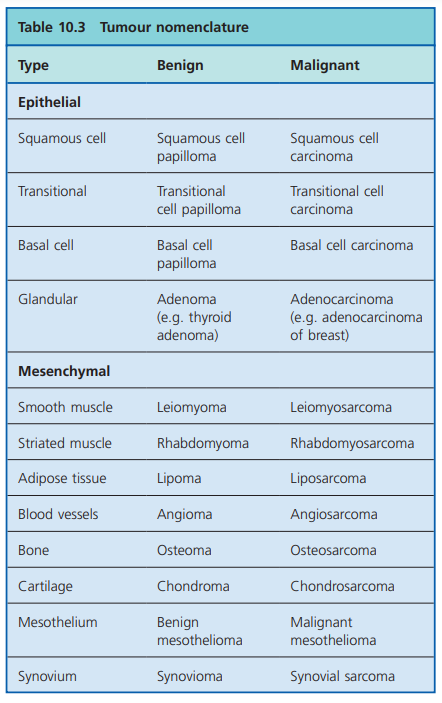 Table 10.3 Tumour nomenclature
Type Benign Malignant
Epithelial
Squamous cell Squamous cell Squamous cell
papilloma carcinoma
Transitional Transitional Transitional cell
cell papilloma carcinoma
Basal cell Basal cell Basal cell carcinoma
papilloma
Glandular Adenoma Adenocarcinoma
(e.g. thyroid (e.g. adenocarcinoma
adenoma) of breast)
Mesenchymal
Smooth muscle Leiomyoma Leiomyosarcoma
Striated muscle Rhabdomyoma Rhabdomyosarcoma
Adipose tissue Lipoma Liposarcoma
Blood vessels Angioma Angiosarcoma
Bone Osteoma Osteosarcoma
Cartilage Chondroma Chondrosarcoma
Mesothelium Benign Malignant
mesothelioma mesothelioma
Synovium Synovioma Synovial sarcoma